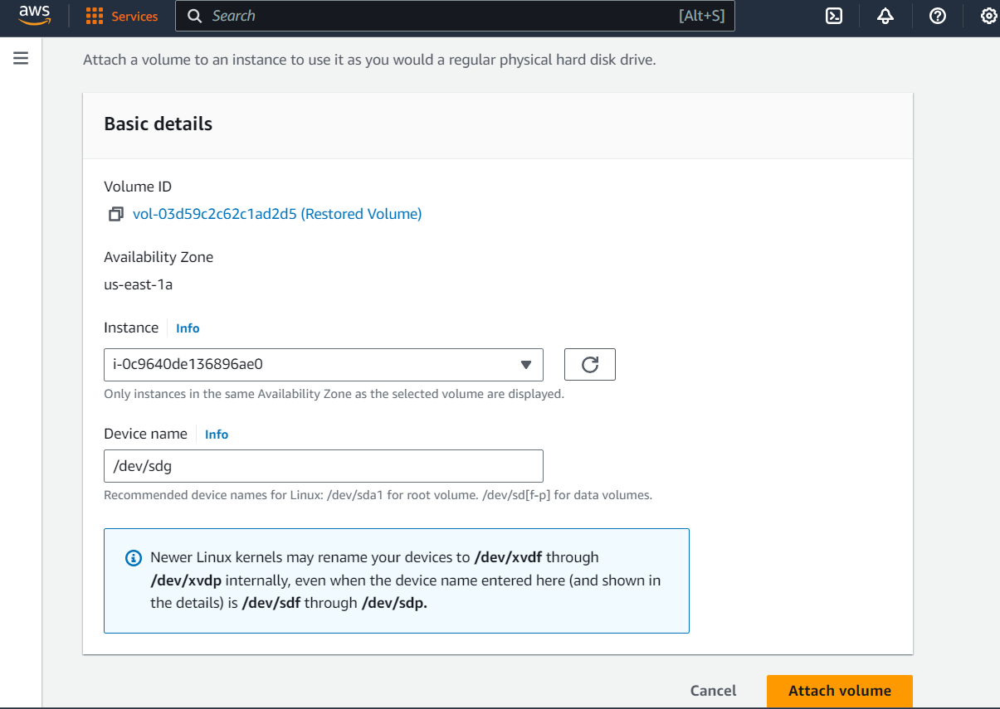 aws
Services
Search
[Alt+S]
Attach a volume to an instance to use it as you would a regular physical hard disk drive.
Basic details
Volume ID
vol-03d59c2c62c1ad2d5 (Restored Volume)
Availability Zone
us-east-1a
Instance
Info
i-0c9640de136896ae0
Only instances in the same Availability Zone as the selected volume are displayed.
Device name
Info
/dev/sdg
Recommended device names for Linux: /dev/sda1 for root volume. /dev/sd[f-p] for data volumes.
Newer Linux kernels may rename your devices to /dev/xvdf through
/dev/xvdp internally, even when the device name entered here (and shown in
the details) is /dev/sdf through /dev/sdp.
Cancel
Attach volume